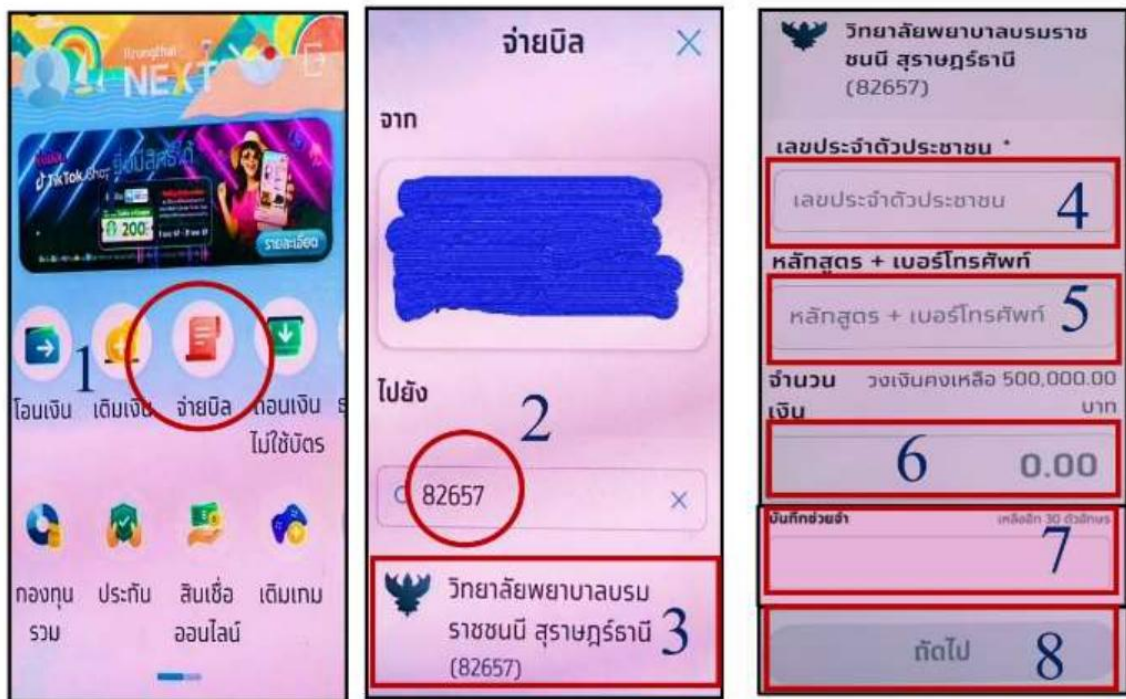 Krungthai
NEXT
TikTok Shop ช้อปมีสิทธิ์ได้
200
รายละเอียด
1
โอนเงิน เติมเงิน จ่ายบิล ถอนเงิน
ไม่ใช้บัตร
กองทุน ประกัน สินเชื่อ เติมเกม
รวม ออนไลน์
จ่ายบิล
จาก
ไปยัง
2
82657
วิทยาลัยพยาบาลบรม
ราชชนนี สุราษฎร์ธานี 3
(82657)
วิทยาลัยพยาบาลบรมราช
ชนนี สุราษฎร์ธานี
(82657)
เลขประจำตัวประชาชน *
เลขประจำตัวประชาชน 4
หลักสูตร + เบอร์โทรศัพท์
หลักสูตร + เบอร์โทรศัพท์ 5
จำนวน วงเงินคงเหลือ 500,000.00
เงิน บาท
6 0.00
บันทึกช่วยจำ เหลืออีก 30 ตัวอักษร
7
ถัดไป 8